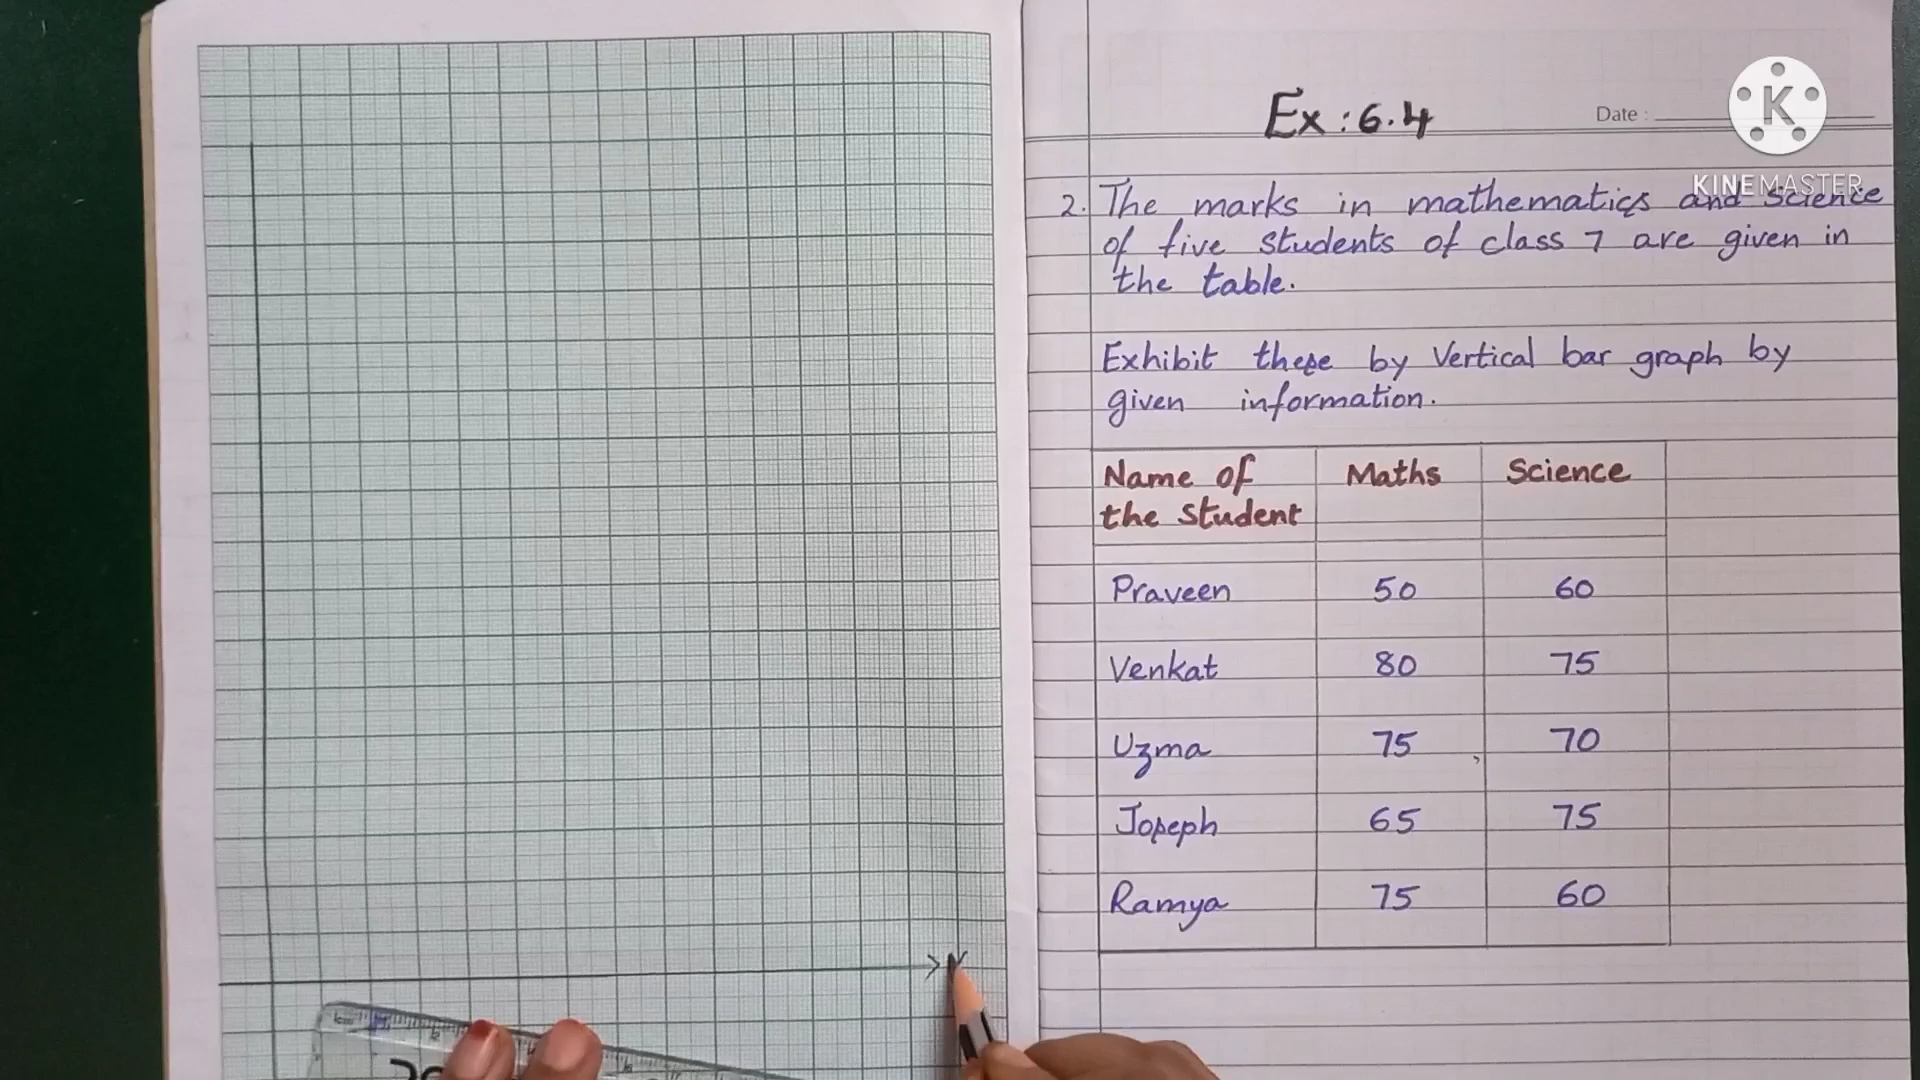 Ex : 6.4
Date :
KINEMASTER
2. The marks in mathematics and Science
of five students of class 7 are given in
the table.
Exhibit these by Vertical bar graph by
given information.
Name of the Student Maths Science
Praveen 50 60
Venkat 80 75
Uzma 75 70
Joseph 65 75
Ramya 75 60